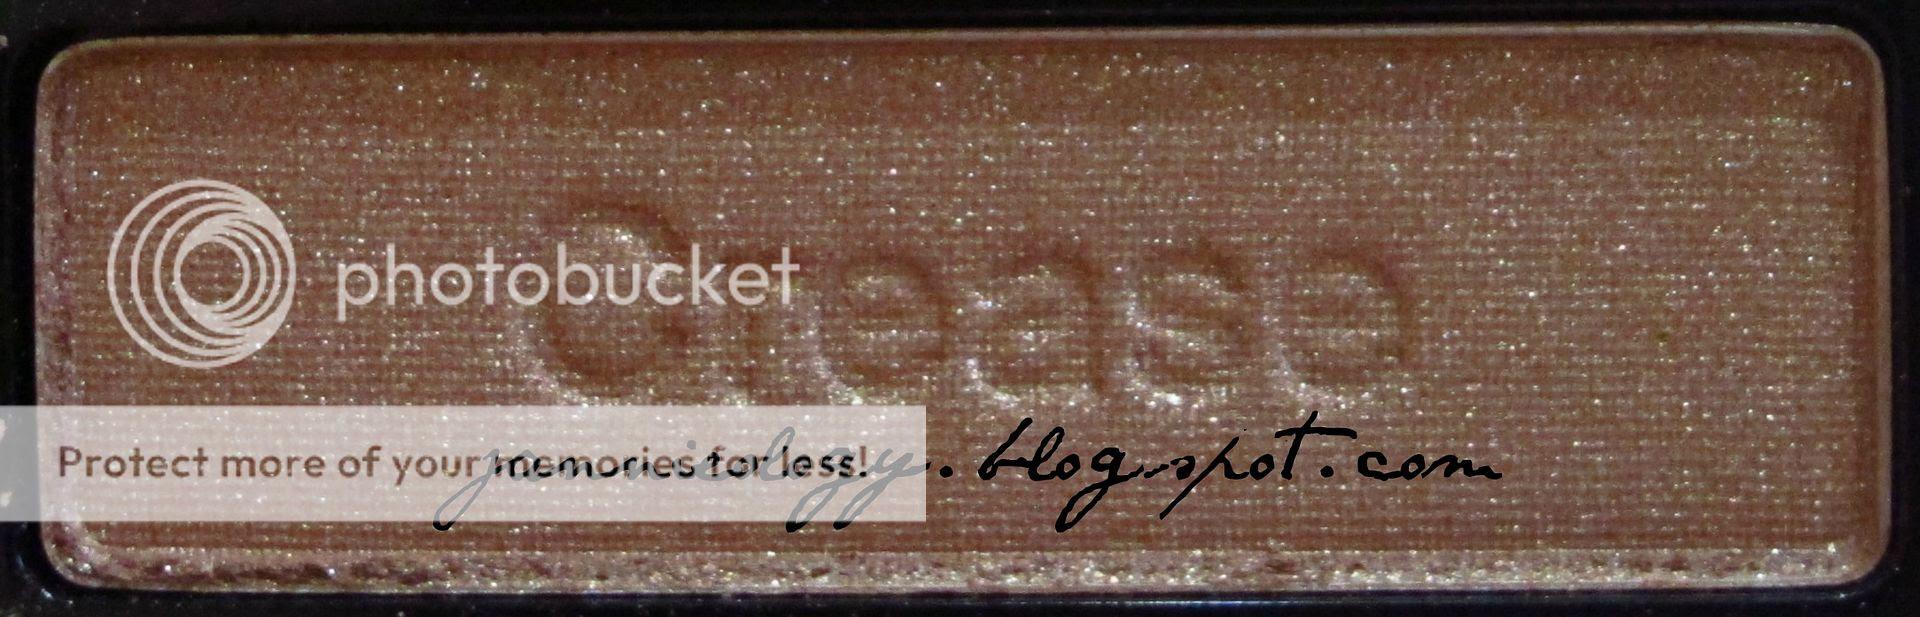 crease
photobucket
Protect more of your memories for less!
.blogspot.com